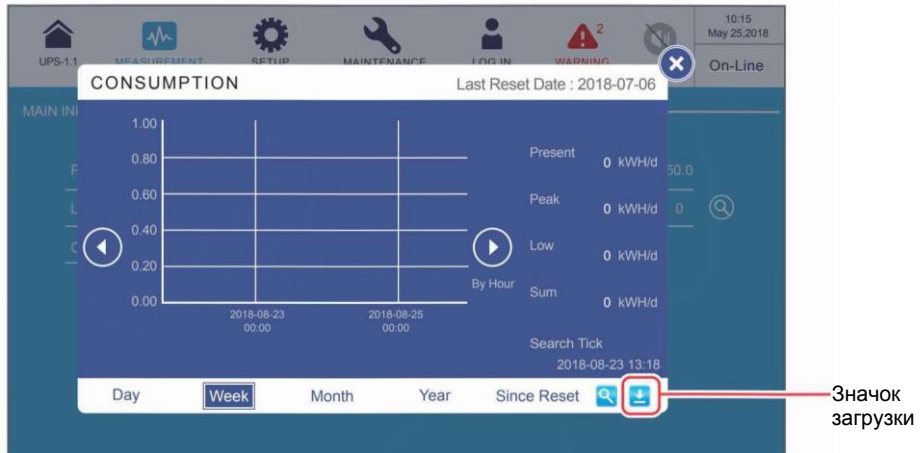 10:15
May 25,2018
2
UPS-1.1
MEASUREMENT
SETUP
MAINTENANCE
LOG IN
WARNING
On-Line
CONSUMPTION
Last Reset Date : 2018-07-06
MAIN IN
1.00
0.80
0.60
0.40
0.20
0.00
2018-08-23
00:00
2018-08-25
00:00
By Hour
Present
0 kWH/d
Peak
0 kWH/d
Low
0 kWH/d
Sum
0 kWH/d
50.0
0
Search Tick
2018-08-23 13:18
Day
Week
Month
Year
Since Reset
Значок
загрузки